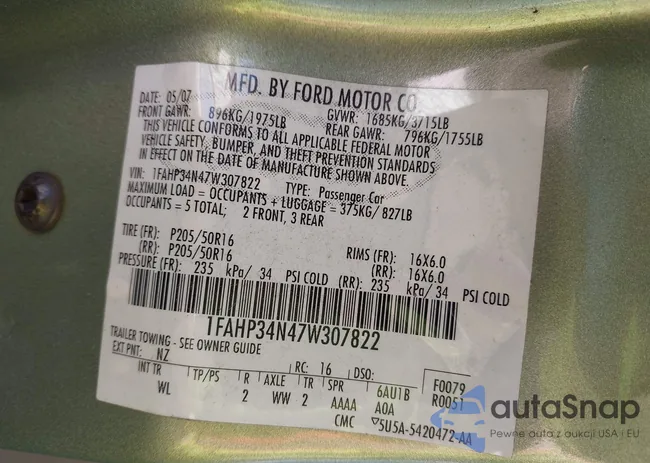 MFD. BY FORD MOTOR CO.
DATE: 05/07 GVWR: 1685KG/3715LB
FRONT GAWR: 896KG/1975LB REAR GAWR: 796KG/1755LB
THIS VEHICLE CONFORMS TO ALL APPLICABLE FEDERAL MOTOR
VEHICLE SAFETY, BUMPER, AND THEFT PREVENTION STANDARDS
IN EFFECT ON THE DATE OF MANUFACTURE SHOWN ABOVE.
VIN: 1FAHP34N47W307822 TYPE: Passenger Car
MAXIMUM LOAD = OCCUPANTS + LUGGAGE = 375KG/ 827LB
OCCUPANTS = 5 TOTAL; 2 FRONT, 3 REAR
TIRE (FR): P205/50R16 RIMS (FR): 16X6.0
(RR): P205/50R16 (RR): 16X6.0
PRESSURE (FR): 235 kPa/ 34 PSI COLD (RR): 235 kPa/ 34 PSI COLD
1FAHP34N47W307822
TRAILER TOWING - SEE OWNER GUIDE
EXT PNT: NZ RC: 16 DSO: F0079
INT TR TP/PS R AXLE TR SPR 6AU1B R0051
WL 2 WW 2 AAAA A0A
CMC 5U5A-5420472-AA
autaSnap
Pewne auta z aukcji USA i EU